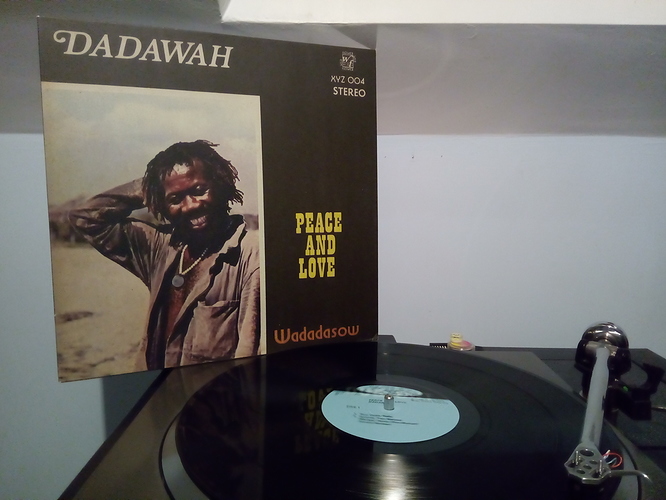 DADAWAH
XYZ 004
STEREO
PEACE
AND
LOVE
Wadadasow